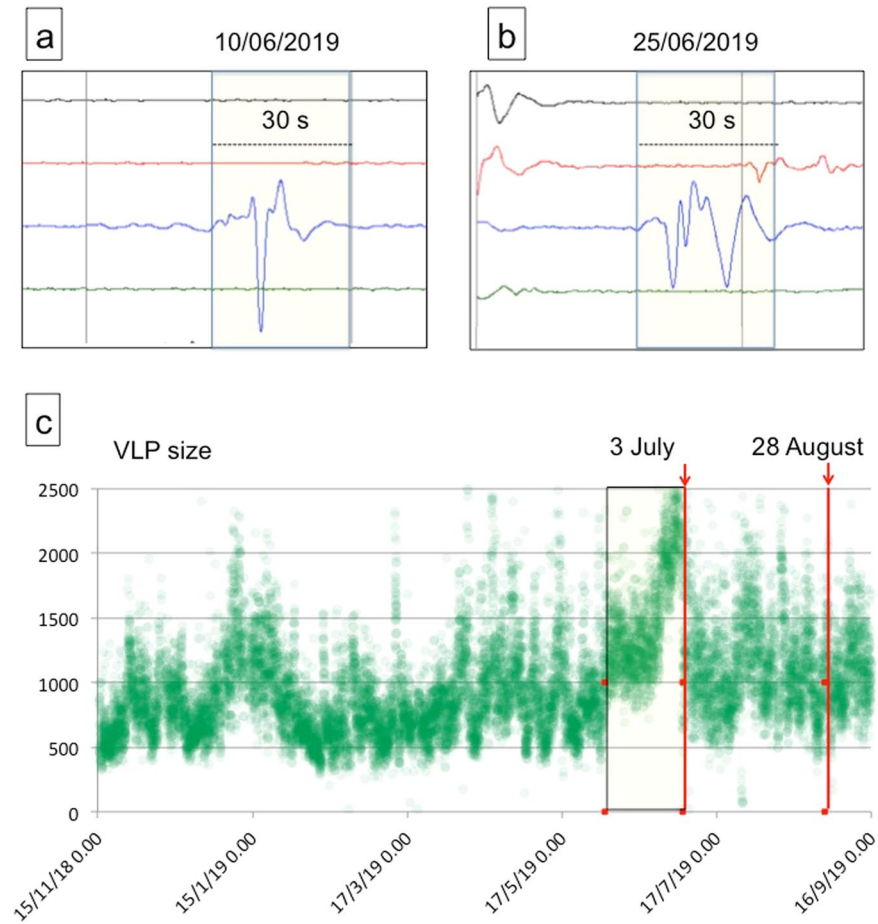 a
10/06/2019
30 s
b
25/06/2019
30 s
c
VLP size
3 July
28 August
2500
2000
1500
1000
500
0
15/11/18 0.00
15/1/19 0.00
17/3/19 0.00
17/5/19 0.00
17/7/19 0.00
16/9/19 0.00